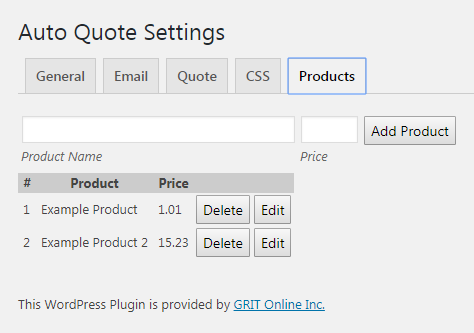 Auto Quote Settings
General Email Quote CSS Products
Add Product
Product Name Price
# Product Price
1 Example Product 1.01 Delete Edit
2 Example Product 2 15.23 Delete Edit
This WordPress Plugin is provided by GRIT Online Inc.